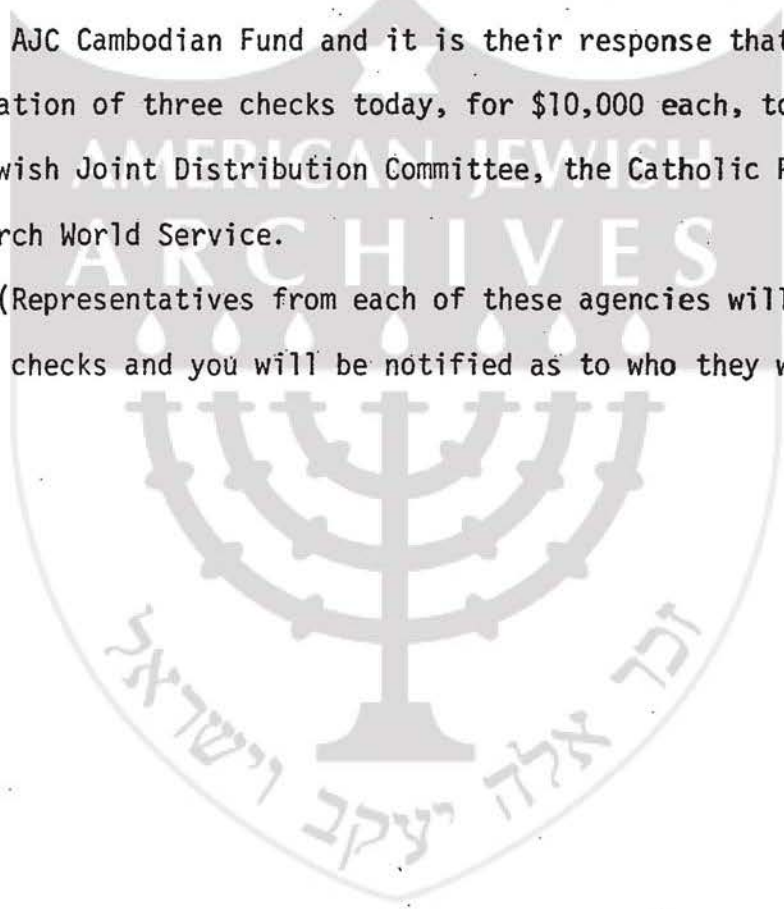 AJC Cambodian Fund and it is their response that
ation of three checks today, for $10,000 each, to
wish Joint Distribution Committee, the Catholic
rch World Service.
(Representatives from each of these agencies will
checks and you will be notified as to who they
AMERICAN JEWISH
ARCHIVES
זכר אלה יעקב וישראל